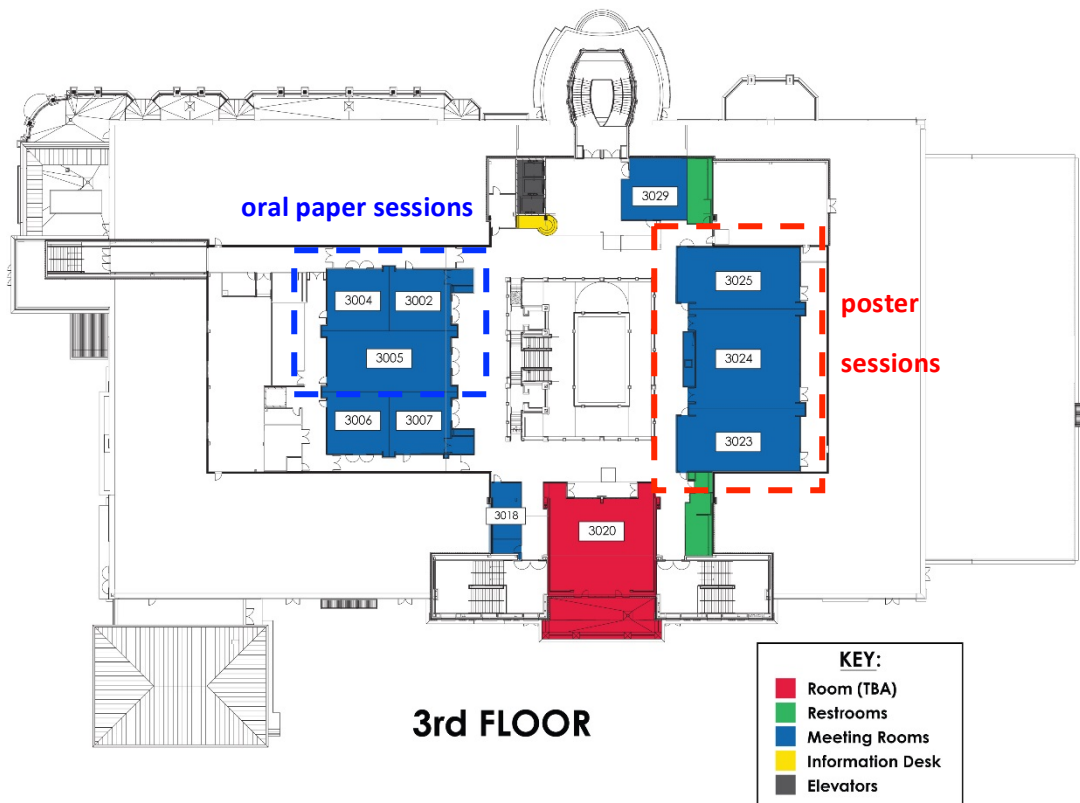 3029
oral paper sessions
3025
3004
3002
poster
3005
3024
sessions
3006
3007
3023
3018
3020
KEY:
Room (TBA)
Restrooms
Meeting Rooms
Information Desk
Elevators
3rd FLOOR